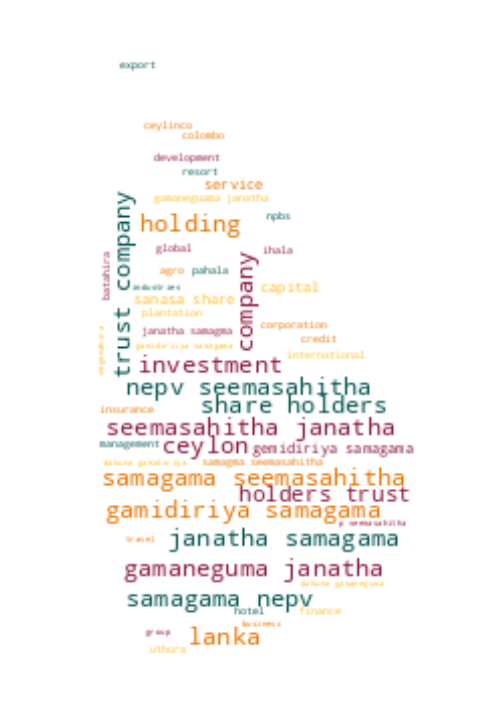 export
ceylinco
colombo
development
resort
service
gamaneguama janatha
trust company
holding
npbs
global
ihala
batahira
company
agro
pahala
industries
capital
sanasa share
plantation
janatha samagma
corporation
credit
gamidiriya samagama
international
investment
nepv seemasahitha
share holders
insurance
seemasahitha janatha
management
ceylon
gemidiriya samagama
samagma seemasahitha
samagama seemasahitha
holders trust
gamidiriya samagama
p seemasahitha
travel
janatha samagama
gamaneguma janatha
dakuna gamaneguma
samagama nepv
hotel
finance
business
group
lanka
uthura